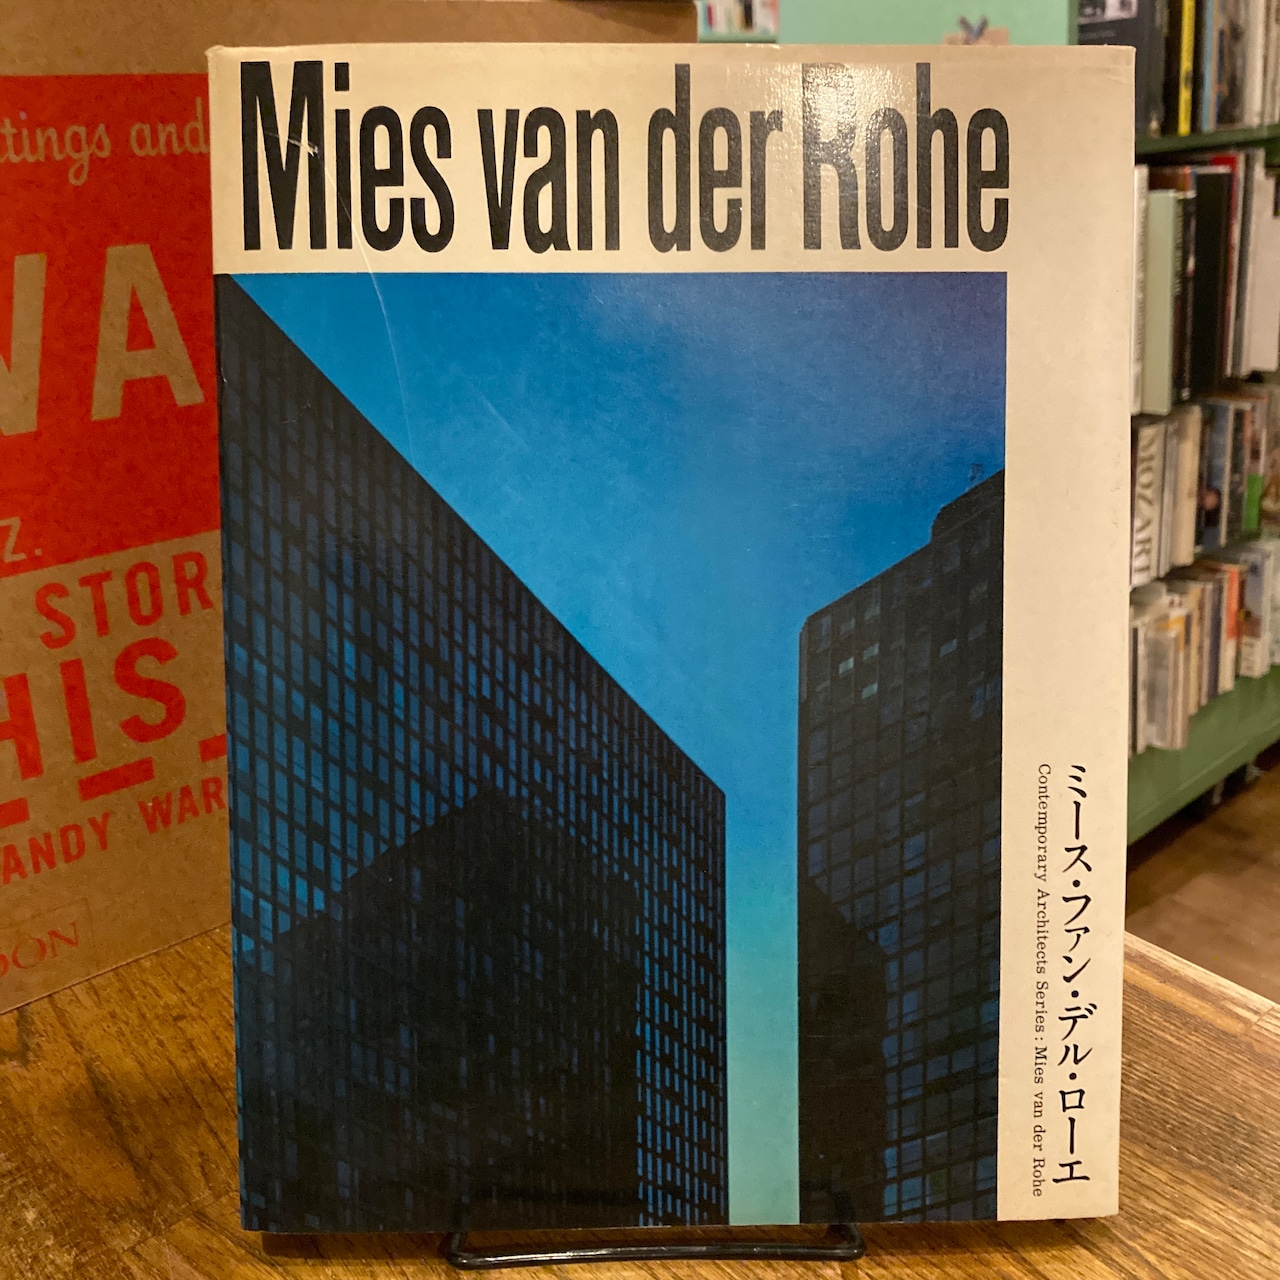 Mies van der Rohe
ミース・ファン・デル・ローエ
Contemporary Architects Series: Mies van der Rohe
tings and
WA
Z.
STOR
HIS
ANDY WAR
DON
MOZART